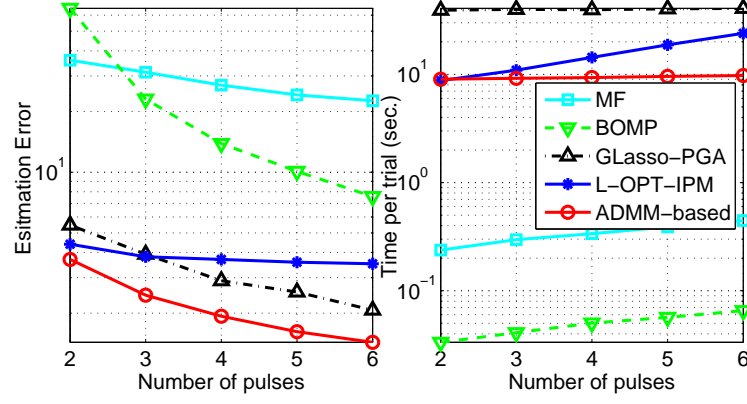 Esitmation Error
10^1
2 3 4 5 6
Number of pulses
Time per trial (sec.)
10^1
10^0
10^-1
MF
BOMP
GLasso-PGA
L-OPT-IPM
ADMM-based
2 3 4 5 6
Number of pulses